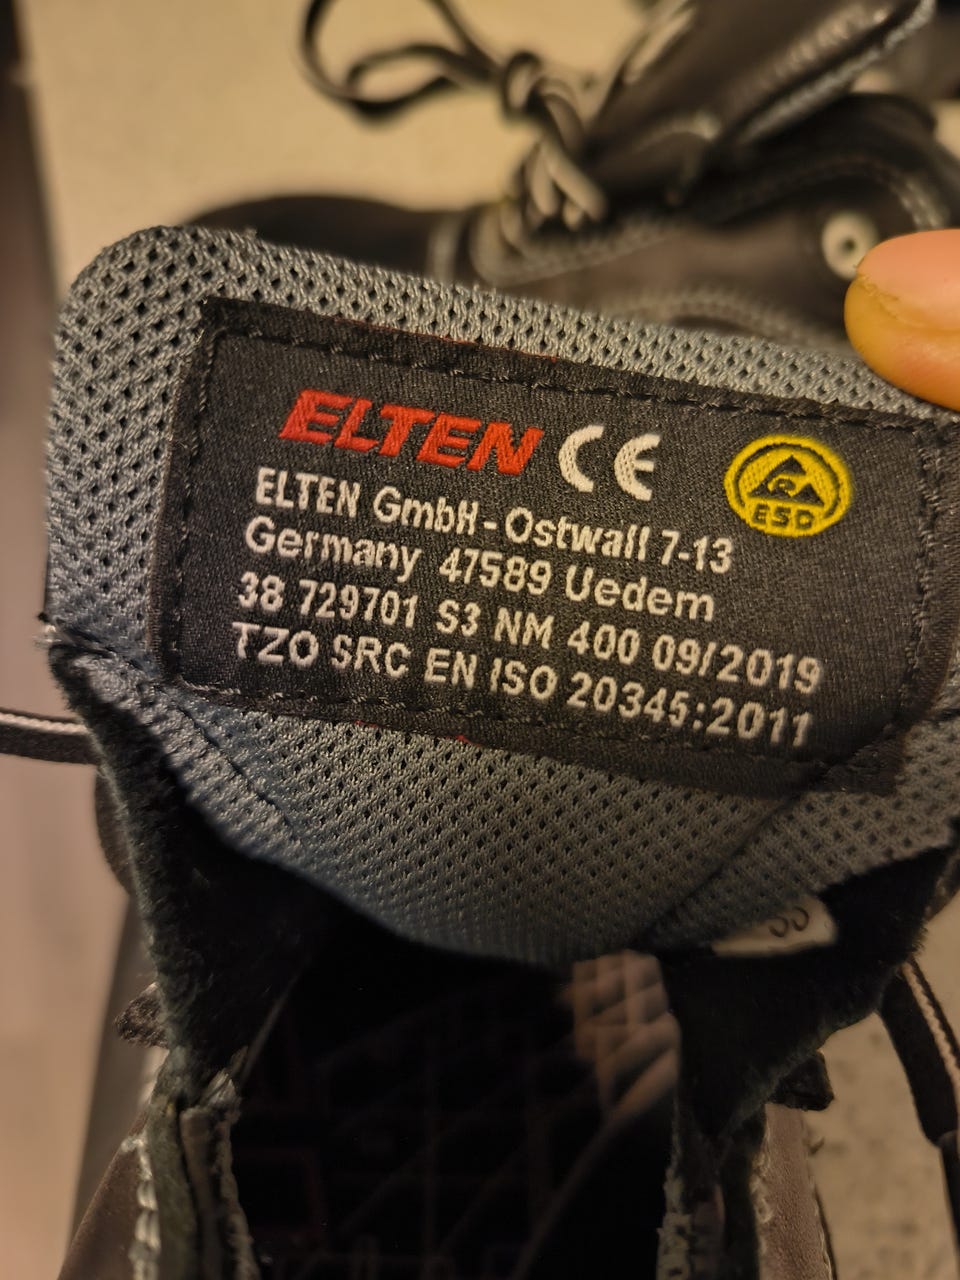 ELTEN CE ESD
ELTEN GmbH - Ostwall 7-13
Germany 47589 Uedem
38 729701 S3 NM 400 09/2019
TZO SRC EN ISO 20345:2011